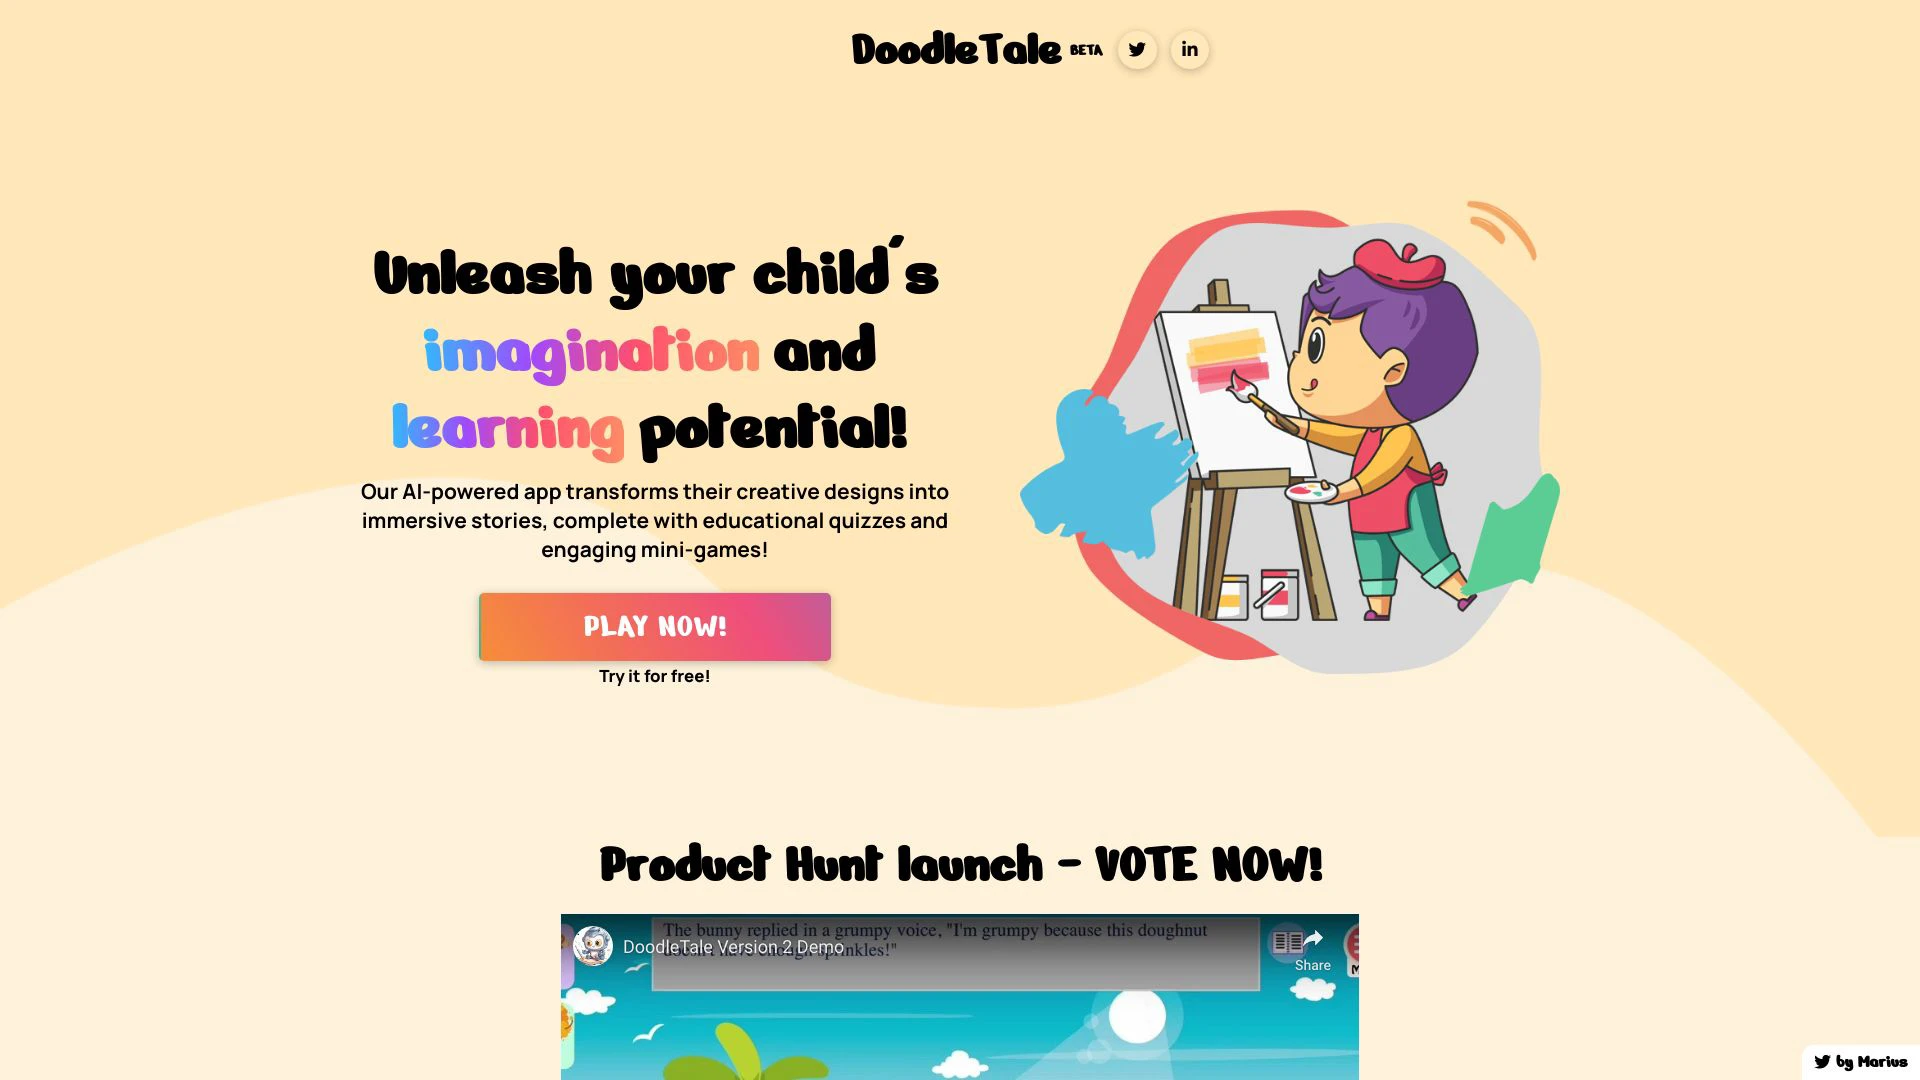 DoodleTale BETA
in
Unleash your child's
imagination and
learning potential!
Our AI-powered app transforms their creative designs into
immersive stories, complete with educational quizzes and
engaging mini-games!
PLAY NOW!
Try it for free!
Product Hunt launch - VOTE NOW!
The bunny replied in a grumpy voice, "I'm grumpy because this doughnut
doesn't have enough sprinkles!"
DoodleTale Version 2 Demo
Share
by Marius